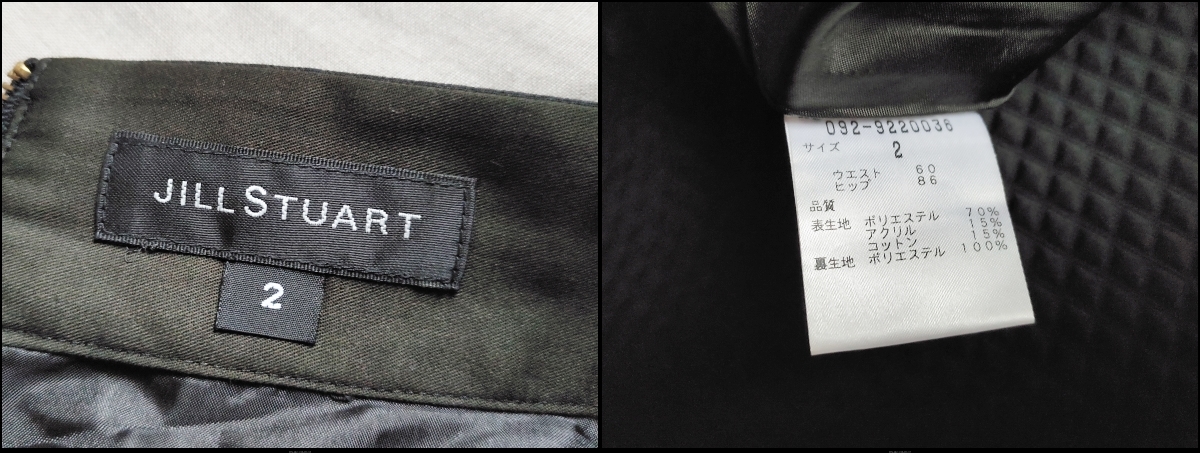 JILLSTUART
2
092-9220036
サイズ 2
ウエスト 60
ヒップ 86
品質
表生地 ポリエステル 70%
アクリル 15%
コットン 15%
裏生地 ポリエステル 100%